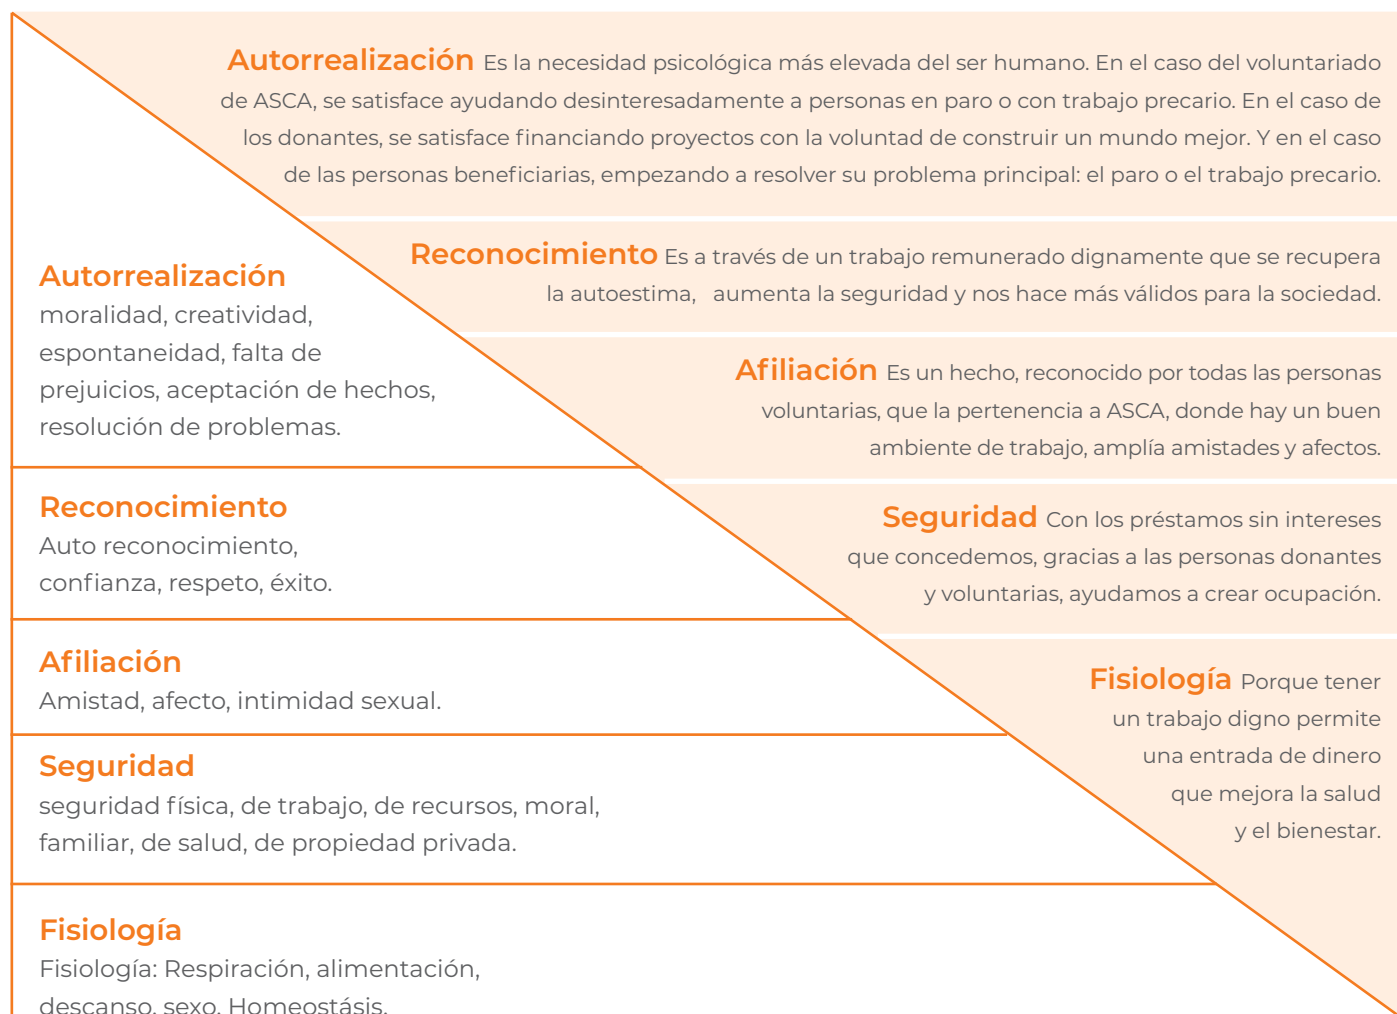 Autorrealización Es la necesidad psicológica más elevada del ser humano. En el caso del voluntariado
de ASCA, se satisface ayudando desinteresadamente a personas en paro o con trabajo precario. En el caso de
los donantes, se satisface financiando proyectos con la voluntad de construir un mundo mejor. Y en el caso
de las personas beneficiarias, empezando a resolver su problema principal: el paro o el trabajo precario.
Reconocimiento Es a través de un trabajo remunerado dignamente que se recupera
la autoestima, aumenta la seguridad y nos hace más válidos para la sociedad.
Afiliación Es un hecho, reconocido por todas las personas
voluntarias, que la pertenencia a ASCA, donde hay un buen
ambiente de trabajo, amplía amistades y afectos.
Seguridad Con los préstamos sin intereses
que concedemos, gracias a las personas donantes
y voluntarias, ayudamos a crear ocupación.
Fisiología Porque tener
un trabajo digno permite
una entrada de dinero
que mejora la salud
y el bienestar.
Autorrealización
moralidad, creatividad,
espontaneidad, falta de
prejuicios, aceptación de hechos,
resolución de problemas.
Reconocimiento
Auto reconocimiento,
confianza, respeto, éxito.
Afiliación
Amistad, afecto, intimidad sexual.
Seguridad
seguridad física, de trabajo, de recursos, moral,
familiar, de salud, de propiedad privada.
Fisiología
Fisiología: Respiración, alimentación,
descanso, sexo. Homeostásis.